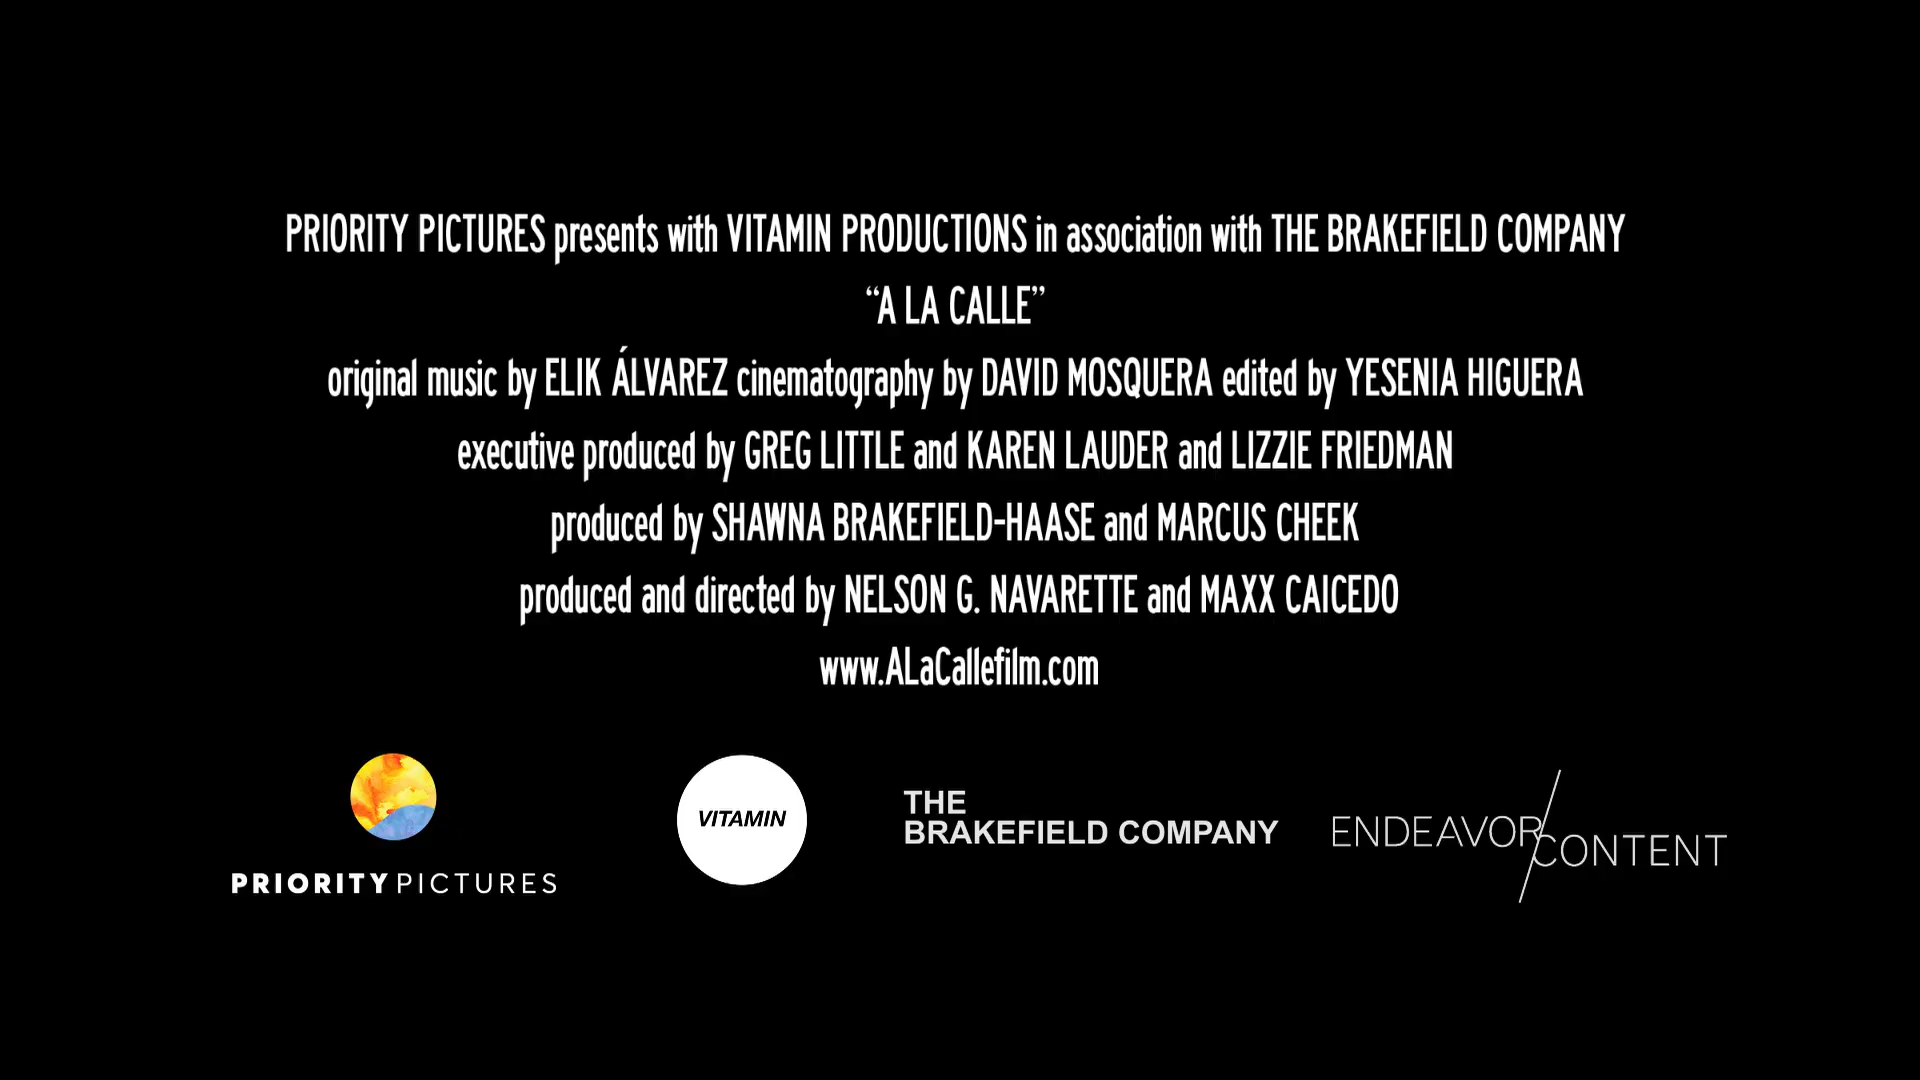 PRIORITY PICTURES presents with VITAMIN PRODUCTIONS in association with THE BRAKEFIELD COMPANY
“A LA CALLE”
original music by ELIK ÁLVAREZ cinematography by DAVID MOSQUERA edited by YESENIA HIGUERA
executive produced by GREG LITTLE and KAREN LAUDER and LIZZIE FRIEDMAN
produced by SHAWNA BRAKEFIELD-HAASE and MARCUS CHEEK
produced and directed by NELSON G. NAVARETTE and MAXX CAICEDO
www.ALaCallefilm.com
PRIORITY PICTURES
VITAMIN
THE
BRAKEFIELD COMPANY
ENDEAVOR
CONTENT